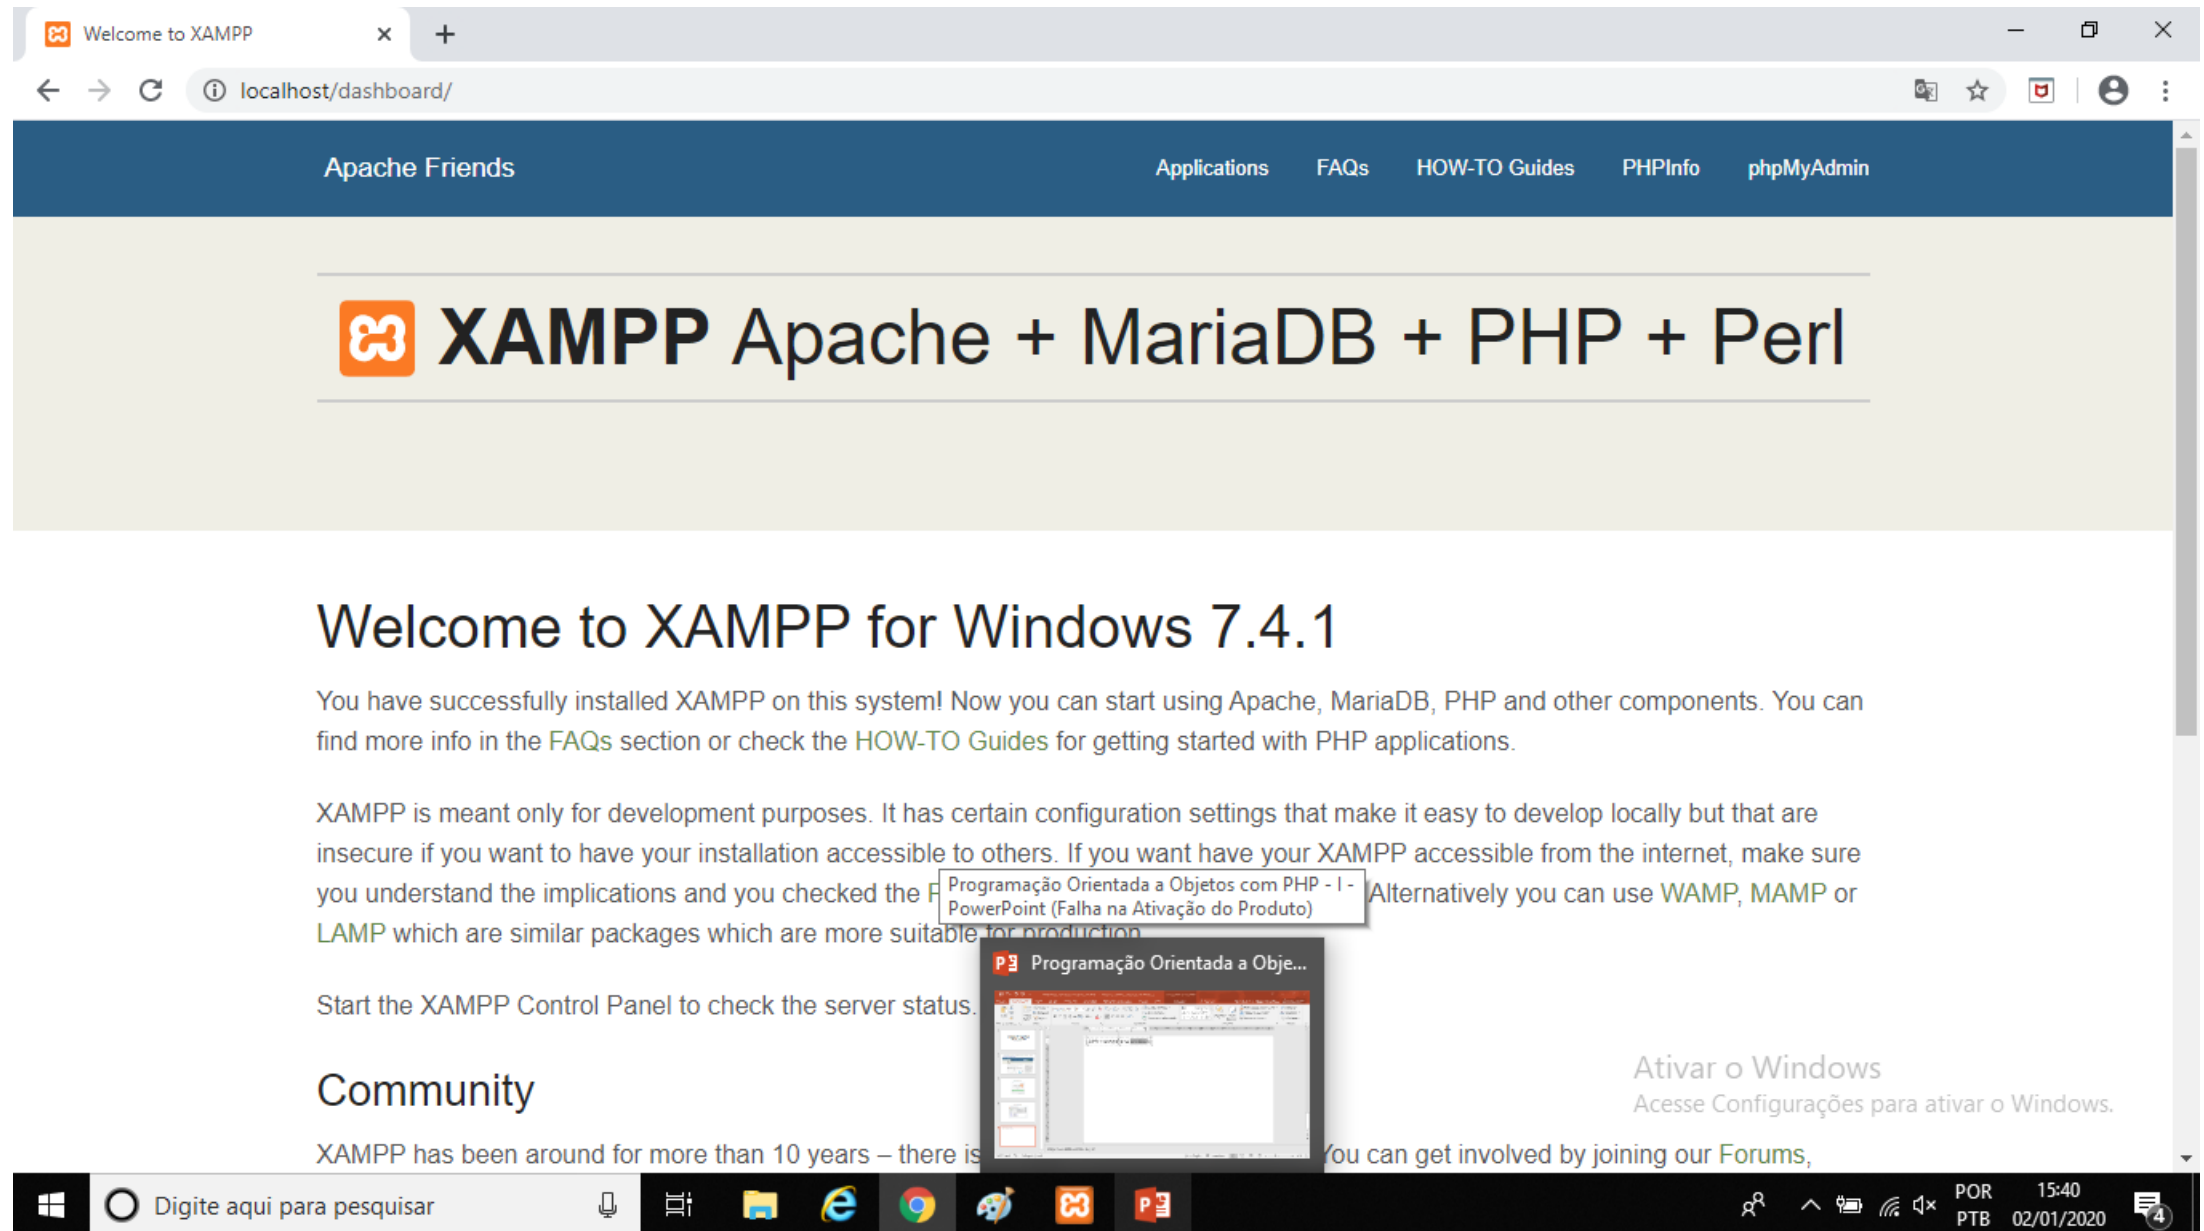 Welcome to XAMPP
localhost/dashboard/
Apache Friends
Applications FAQs HOW-TO Guides PHPInfo phpMyAdmin
XAMPP Apache + MariaDB + PHP + Perl
Welcome to XAMPP for Windows 7.4.1
You have successfully installed XAMPP on this system! Now you can start using Apache, MariaDB, PHP and other components. You can
find more info in the FAQs section or check the HOW-TO Guides for getting started with PHP applications.
XAMPP is meant only for development purposes. It has certain configuration settings that make it easy to develop locally but that are
insecure if you want to have your installation accessible to others. If you want have your XAMPP accessible from the internet, make sure
you understand the implications and you checked the
Programação Orientada a Objetos com PHP - I -
PowerPoint (Falha na Ativação do Produto)
Alternatively you can use WAMP, MAMP or
LAMP which are similar packages which are more suitable for production.
Programação Orientada a Obje...
Start the XAMPP Control Panel to check the server status.
Ativar o Windows
Acesse Configurações para ativar o Windows.
Community
XAMPP has been around for more than 10 years – there is
You can get involved by joining our Forums,
Digite aqui para pesquisar
POR
PTB
15:40
02/01/2020
4